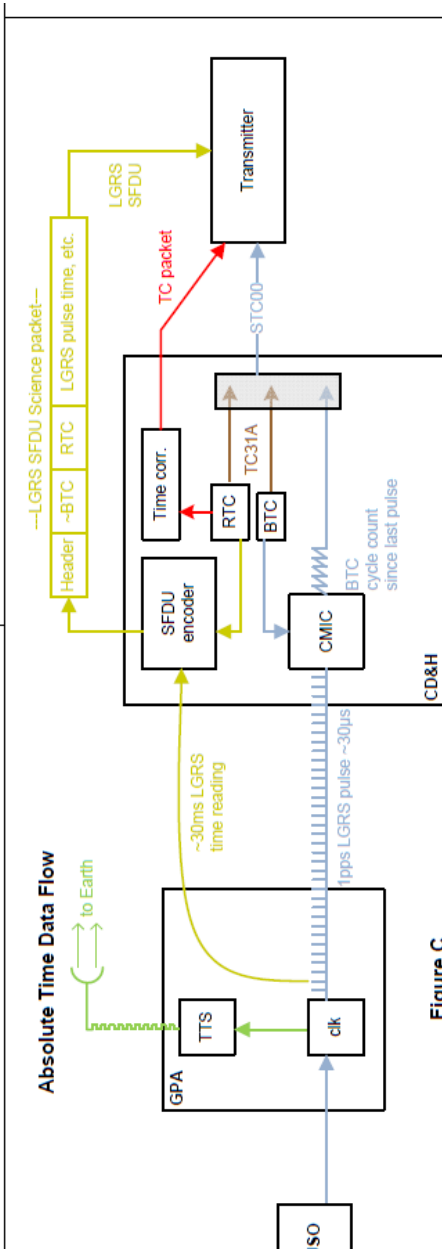 Absolute Time Data Flow
to Earth
GPA
TTS
clk
~30ms LGRS
time reading
1pps LGRS pulse ~30µs
---LGRS SFDU Science packet---
Header
~BTC
RTC
LGRS pulse time, etc.
LGRS
SFDU
SFDU
encoder
Time corr.
RTC
BTC
TC31A
CMIC
BTC
cycle count
since last pulse
CD&H
TC packet
STC00
Transmitter
Figure C